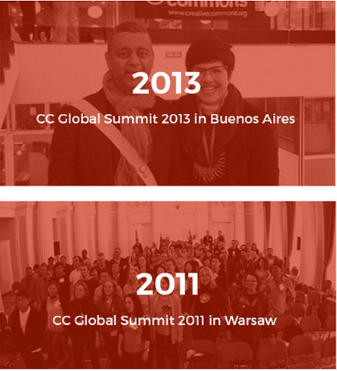 commons
www.creativecommons.org
2013
CC Global Summit 2013 in Buenos Aires
2011
CC Global Summit 2011 in Warsaw